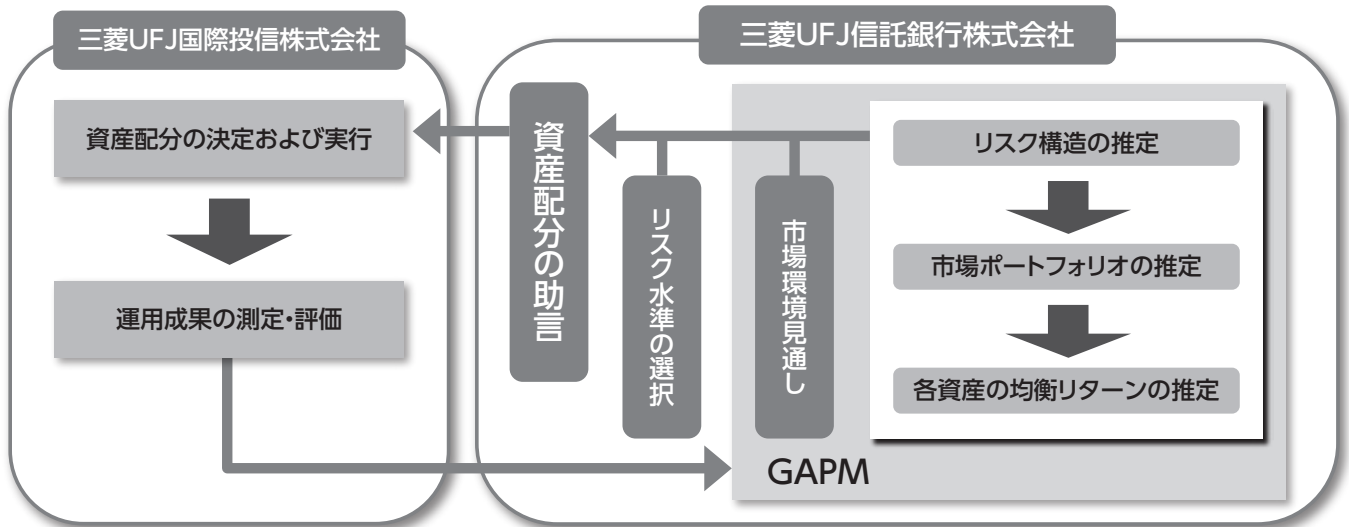 三菱UFJ国際投信株式会社
資産配分の決定および実行
運用成果の測定・評価
三菱UFJ信託銀行株式会社
資産配分の助言
リスク水準の選択
市場環境見通し
リスク構造の推定
市場ポートフォリオの推定
各資産の均衡リターンの推定
GAPM